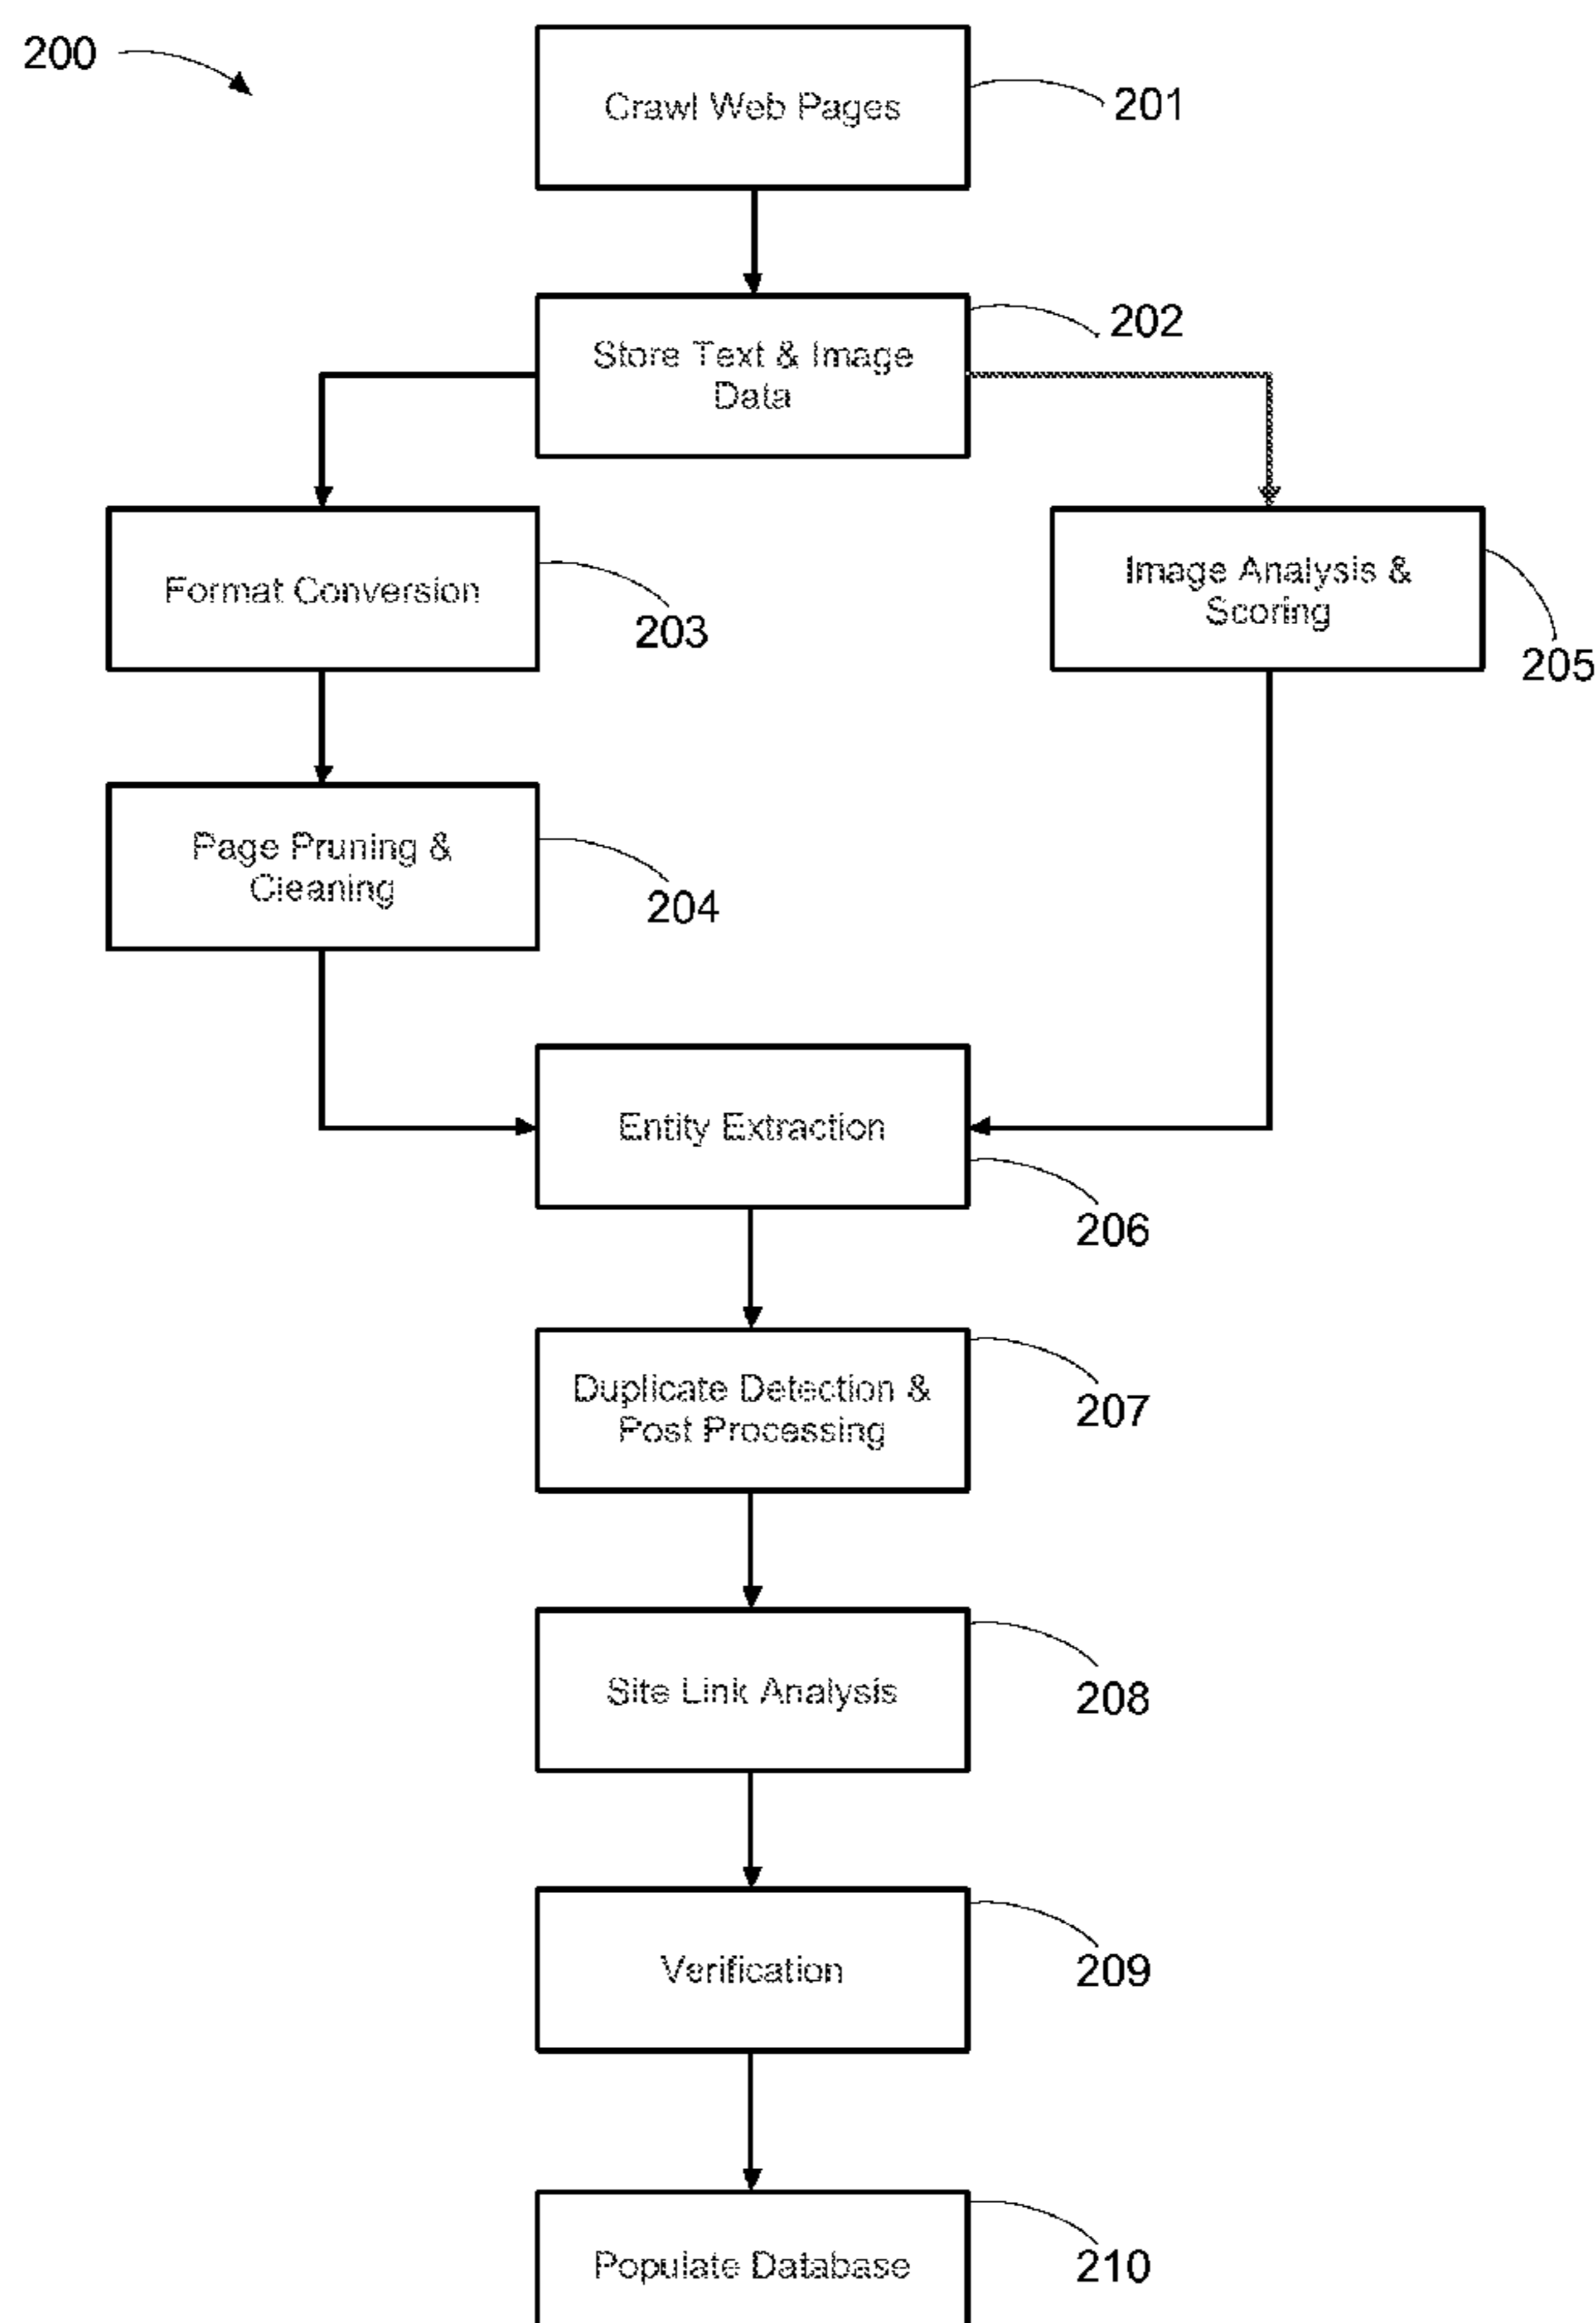 200
Crawl Web Pages
201
Store Text & Image
Data
202
Format Conversion
203
Image Analysis &
Scoring
205
Page Pruning &
Cleaning
204
Entity Extraction
206
Duplicate Detection &
Post Processing
207
Site Link Analysis
208
Verification
209
Populate Database
210